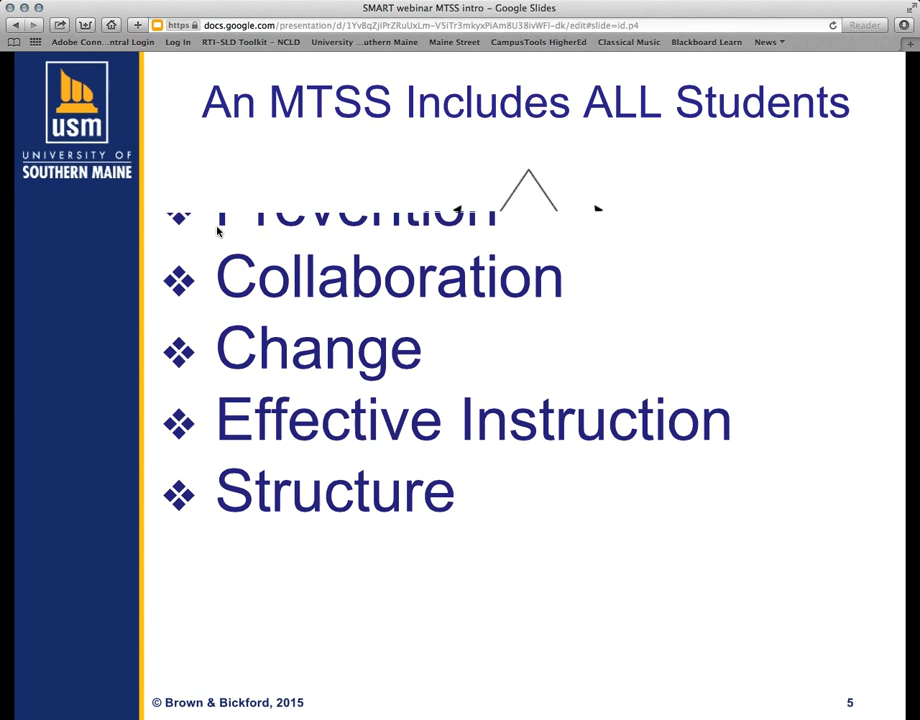 SMART webinar MTSS intro – Google Slides
https docs.google.com/presentation/d/1YvBqZjiPrZRuUxLm-V5iTr3mkyxPiAm8U38ivWFl-dk/edit#slide=id.p4 Reader
Adobe Conn...ntral Login Log In RTI-SLD Toolkit – NCLD University ...uthern Maine Maine Street CampusTools HigherEd Classical Music Blackboard Learn News
usm
UNIVERSITY OF
SOUTHERN MAINE
An MTSS Includes ALL Students
❖ Prevention
❖ Collaboration
❖ Change
❖ Effective Instruction
❖ Structure
© Brown & Bickford, 2015
5